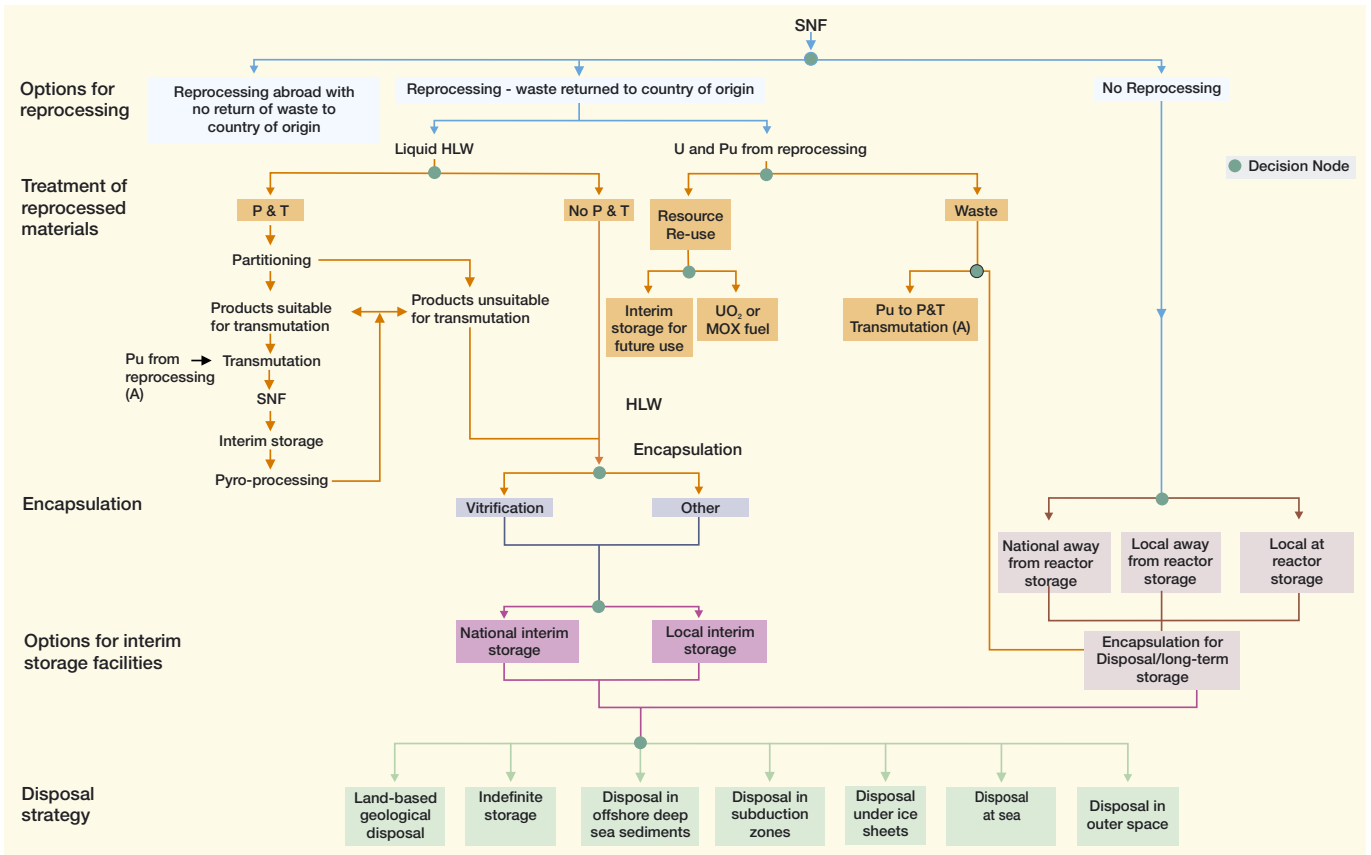 SNF
Options for
reprocessing
Reprocessing abroad with
no return of waste to
country of origin
Reprocessing - waste returned to country of origin
No Reprocessing
Liquid HLW
U and Pu from reprocessing
Decision Node
Treatment of
reprocessed
materials
P & T
No P & T
Resource
Re-use
Waste
Partitioning
Products suitable
for transmutation
Products unsuitable
for transmutation
Interim
storage for
future use
UO₂ or
MOX fuel
Pu to P&T
Transmutation (A)
Pu from
reprocessing
(A)
Transmutation
SNF
HLW
Interim storage
Encapsulation
Pyro-processing
Encapsulation
Vitrification
Other
National away
from reactor
storage
Local away
from reactor
storage
Local at
reactor
storage
Options for interim
storage facilities
National interim
storage
Local interim
storage
Encapsulation for
Disposal/long-term
storage
Disposal
strategy
Land-based
geological
disposal
Indefinite
storage
Disposal in
offshore deep
sea sediments
Disposal in
subduction
zones
Disposal
under ice
sheets
Disposal
at sea
Disposal in
outer space